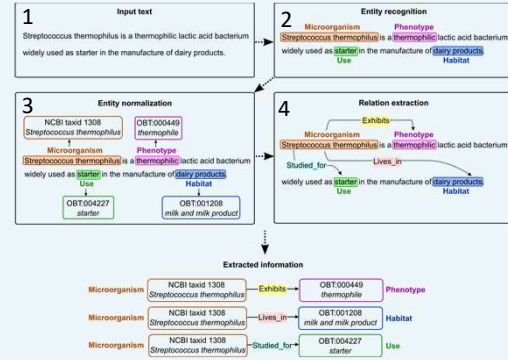 1
Input text
Streptococcus thermophilus is a thermophilic lactic acid bacterium
widely used as starter in the manufacture of dairy products.
2
Entity recognition
Microorganism Phenotype
Streptococcus thermophilus is a thermophilic lactic acid bacterium
widely used as starter in the manufacture of dairy products.
Use Habitat
3
Entity normalization
NCBI taxid 1308 OBT:000449
Streptococcus thermophilus thermophile
Microorganism Phenotype
Streptococcus thermophilus is a thermophilic lactic acid bacterium
widely used as starter in the manufacture of dairy products.
Use Habitat
OBT:004227 OBT:001208
starter milk and milk product
4
Relation extraction
Exhibits
Microorganism Phenotype
Streptococcus thermophilus is a thermophilic lactic acid bacterium
Studied_for Lives_in
widely used as starter in the manufacture of dairy products.
Use Habitat
Extracted information
Microorganism NCBI taxid 1308 Streptococcus thermophilus Exhibits OBT:000449 thermophile Phenotype
Microorganism NCBI taxid 1308 Streptococcus thermophilus Lives_in OBT:001208 milk and milk product Habitat
Microorganism NCBI taxid 1308 Streptococcus thermophilus Studied_for OBT:004227 starter Use